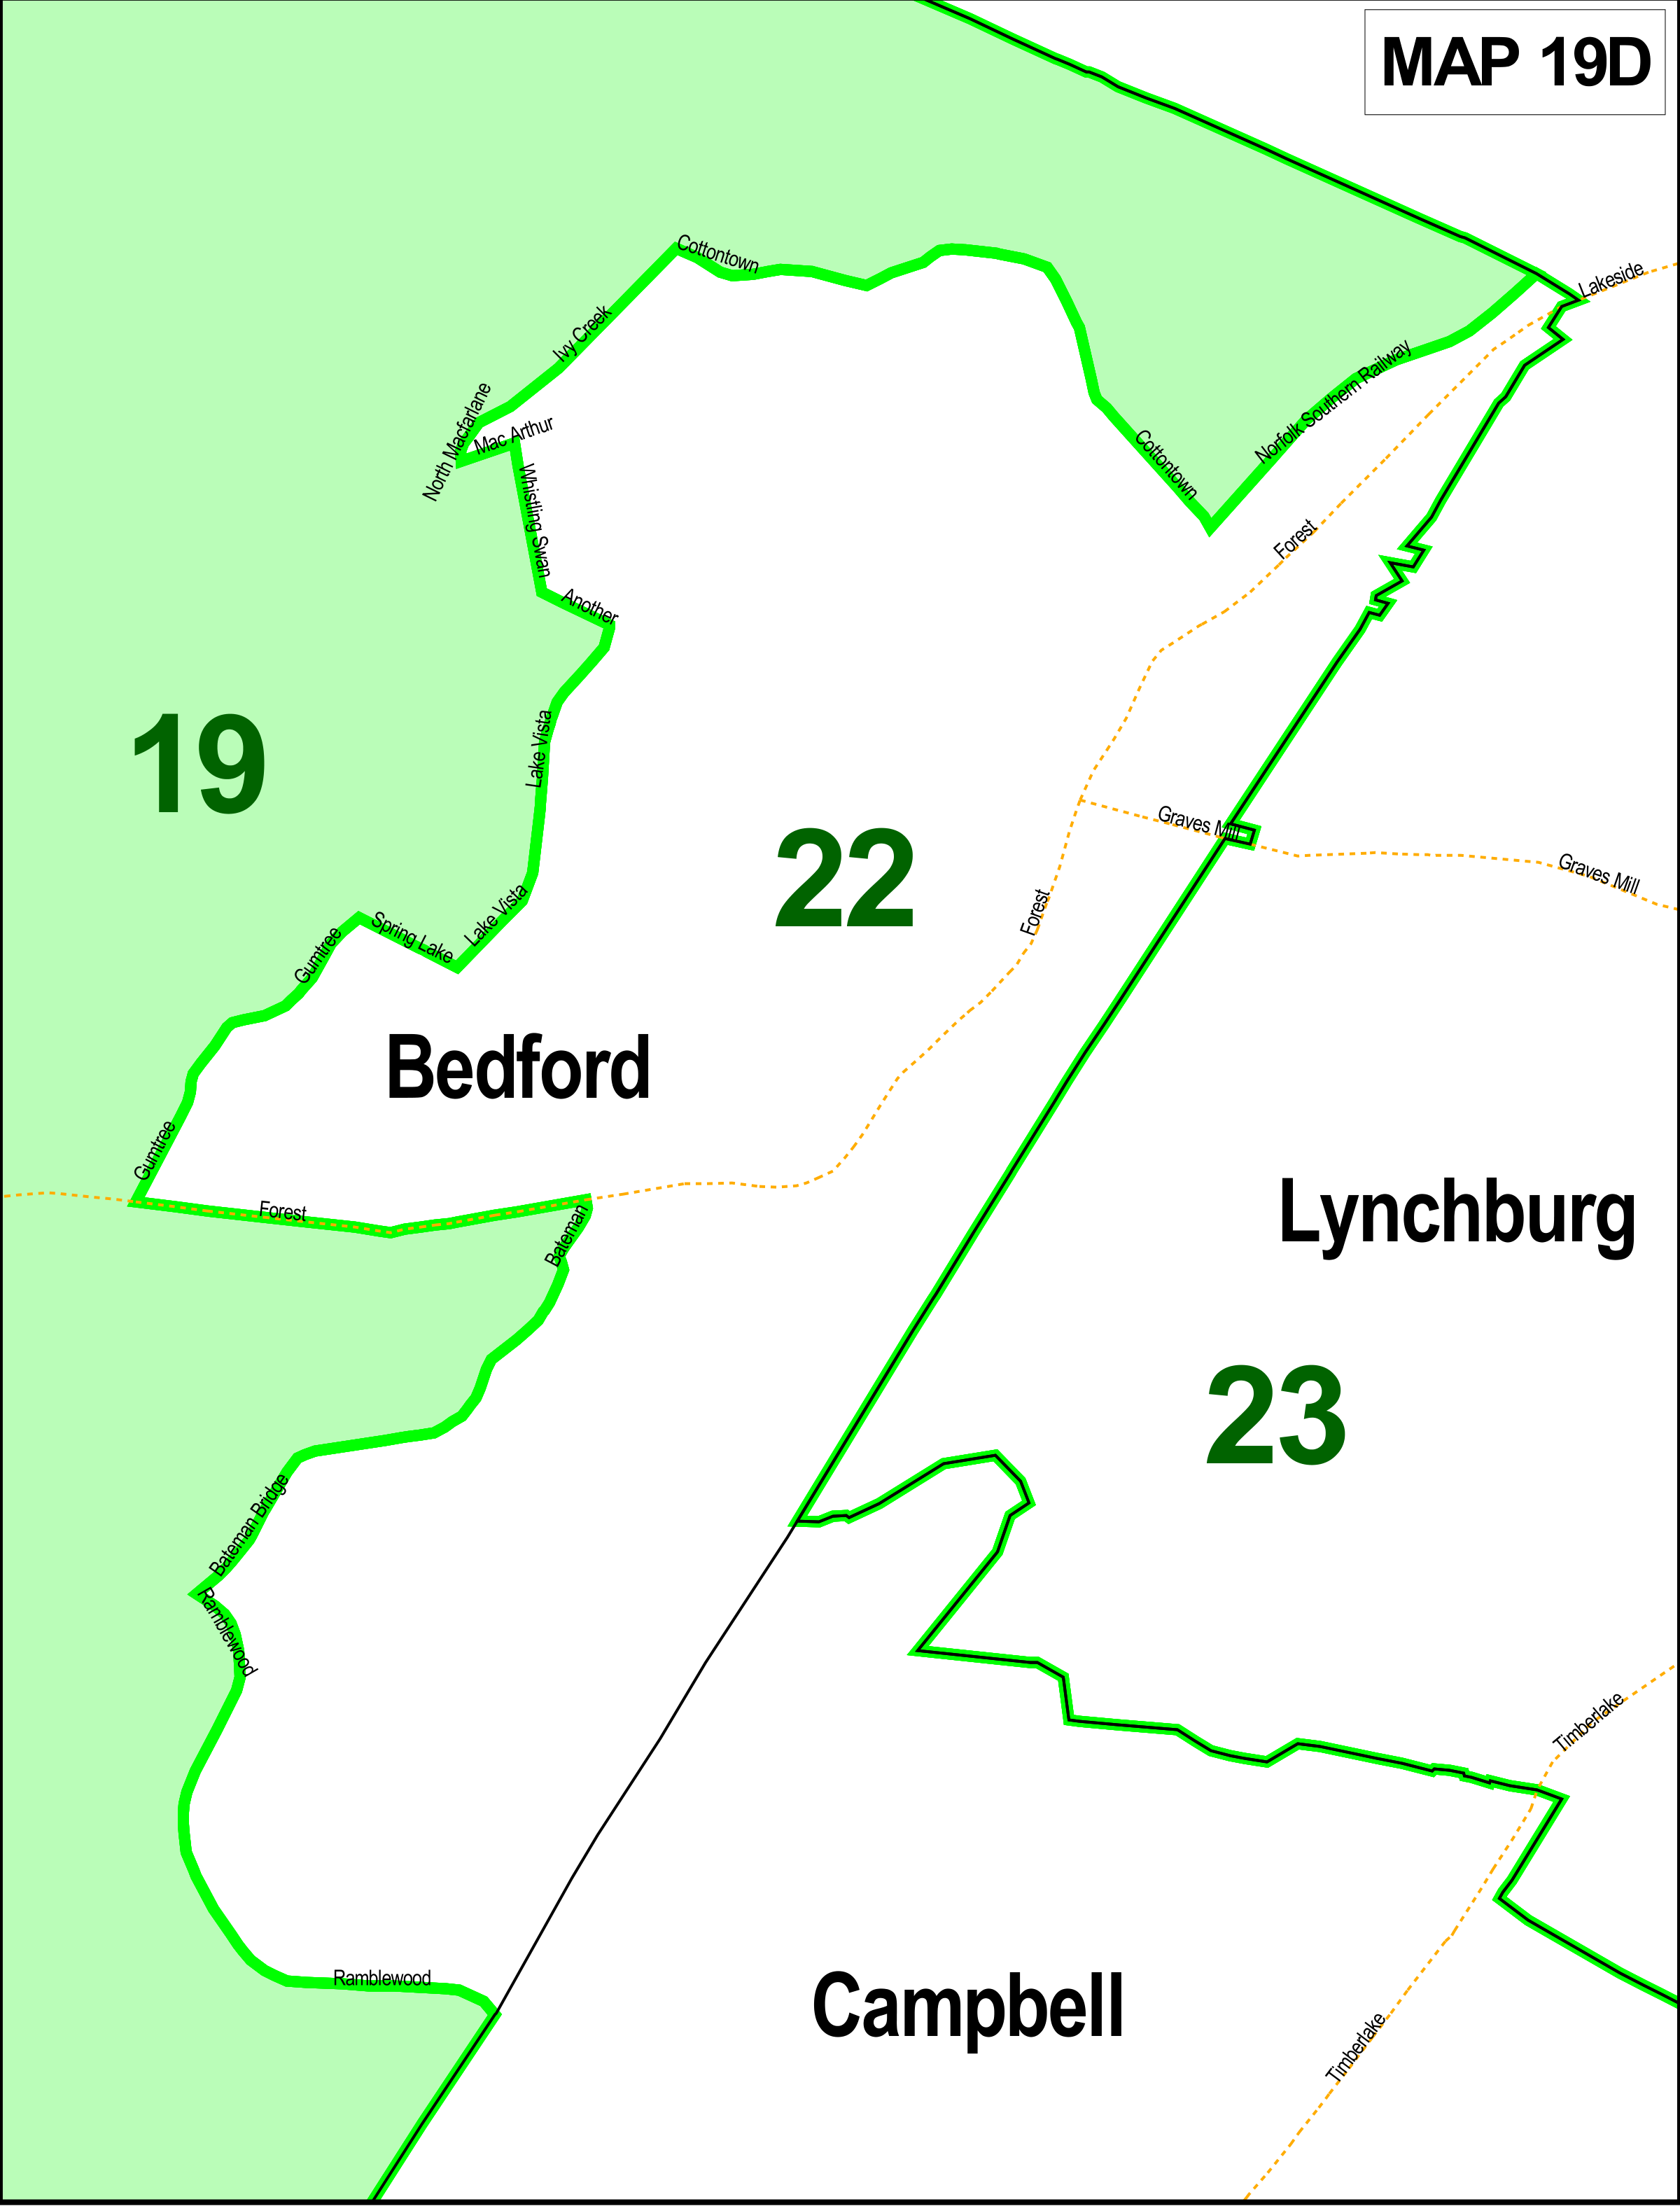 MAP 19D
Cottontown
Lakeside
Ivy Creek
North Macfarlane
Mac Arthur
Norfolk Southern Railway
Cottontown
Whistling Swan
Forest
Another
19
Lake Vista
22
Graves Mill
Graves Mill
Forest
Lake Vista
Spring Lake
Gumtree
Bedford
Gumtree
Forest
Bateman
Lynchburg
23
Bateman Bridge
Ramblewood
Timberlake
Ramblewood
Campbell
Timberlake